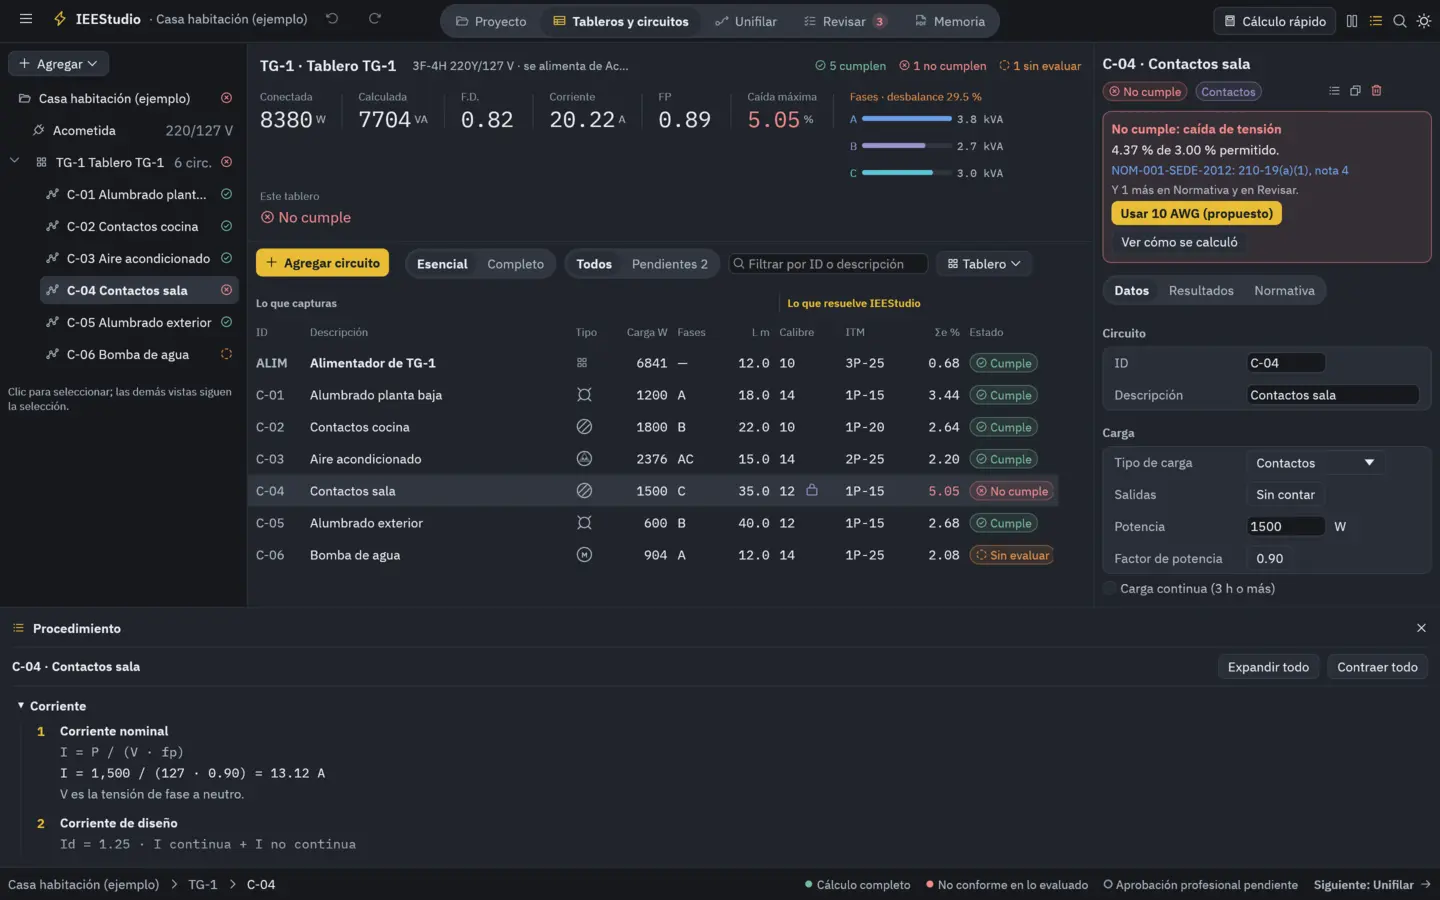 IEEStudio · Casa habitación (ejemplo)
Proyecto
Tableros y circuitos
Unifilar
Revisar 3
Memoria
Cálculo rápido
+ Agregar
Casa habitación (ejemplo)
Acometida 220/127 V
TG-1 Tablero TG-1 6 circ.
C-01 Alumbrado plant...
C-02 Contactos cocina
C-03 Aire acondicionado
C-04 Contactos sala
C-05 Alumbrado exterior
C-06 Bomba de agua
Clic para seleccionar; las demás vistas siguen
la selección.
TG-1 · Tablero TG-1 3F-4H 220Y/127 V · se alimenta de Ac...
5 cumplen 1 no cumplen 1 sin evaluar
Conectada
8380 W
Calculada
7704 VA
F.D.
0.82
Corriente
20.22 A
FP
0.89
Caída máxima
5.05 %
Fases · desbalance 29.5 %
A 3.8 kVA
B 2.7 kVA
C 3.0 kVA
Este tablero
No cumple
+ Agregar circuito
Esencial Completo
Todos Pendientes 2
Filtrar por ID o descripción
Tablero
Lo que capturas Lo que resuelve IEEStudio
ID Descripción Tipo Carga W Fases L m Calibre ITM Σe % Estado
ALIM Alimentador de TG-1 6841 — 12.0 10 3P-25 0.68 Cumple
C-01 Alumbrado planta baja 1200 A 18.0 14 1P-15 3.44 Cumple
C-02 Contactos cocina 1800 B 22.0 10 1P-20 2.64 Cumple
C-03 Aire acondicionado 2376 AC 15.0 14 2P-25 2.20 Cumple
C-04 Contactos sala 1500 C 35.0 12 1P-15 5.05 No cumple
C-05 Alumbrado exterior 600 B 40.0 12 1P-15 2.68 Cumple
C-06 Bomba de agua M 904 A 12.0 14 1P-25 2.08 Sin evaluar
C-04 · Contactos sala
No cumple Contactos
No cumple: caída de tensión
4.37 % de 3.00 % permitido.
NOM-001-SEDE-2012: 210-19(a)(1), nota 4
Y 1 más en Normativa y en Revisar.
Usar 10 AWG (propuesto)
Ver cómo se calculó
Datos Resultados Normativa
Circuito
ID C-04
Descripción Contactos sala
Carga
Tipo de carga Contactos
Salidas Sin contar
Potencia 1500 W
Factor de potencia 0.90
Carga continua (3 h o más)
Procedimiento
C-04 · Contactos sala
Expandir todo Contraer todo
Corriente
1 Corriente nominal
I = P / (V · fp)
I = 1,500 / (127 · 0.90) = 13.12 A
V es la tensión de fase a neutro.
2 Corriente de diseño
Id = 1.25 · I continua + I no continua
Casa habitación (ejemplo) > TG-1 > C-04
Cálculo completo No conforme en lo evaluado Aprobación profesional pendiente Siguiente: Unifilar →